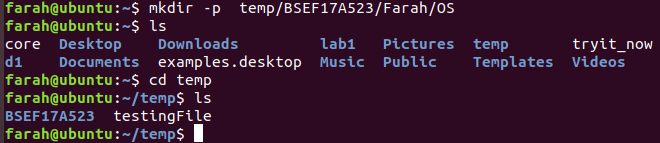 farah@ubuntu:~$ mkdir -p  temp/BSEF17A523/Farah/OS
farah@ubuntu:~$ ls
core  Desktop    Downloads         lab1   Pictures  temp       tryit_now
d1    Documents  examples.desktop  Music  Public    Templates  Videos
farah@ubuntu:~$ cd temp
farah@ubuntu:~/temp$ ls
BSEF17A523  testingFile
farah@ubuntu:~/temp$